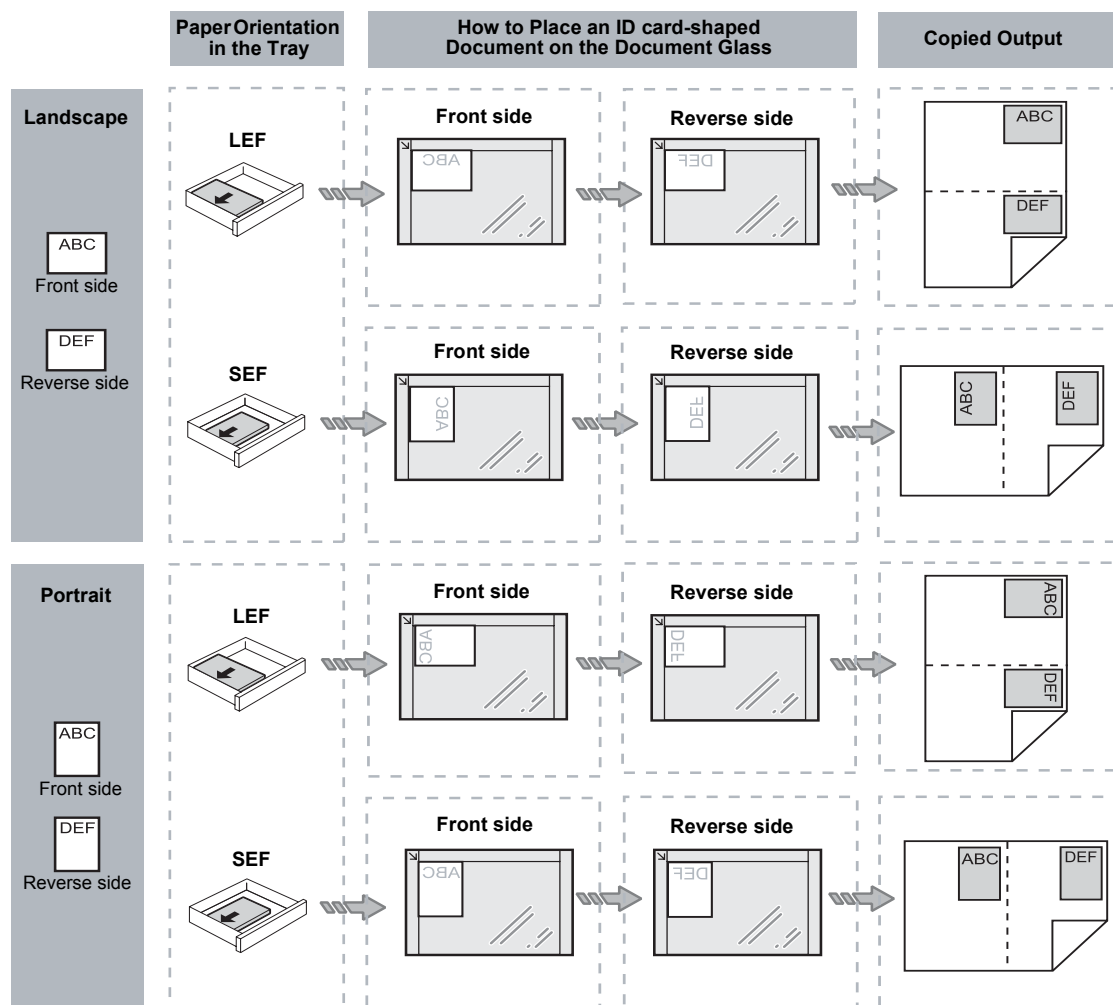 Paper Orientation
in the Tray
How to Place an ID card-shaped
Document on the Document Glass
Copied Output
Landscape
ABC
Front side
DEF
Reverse side
LEF
Front side
ABC
Reverse side
DEF
ABC
DEF
SEF
Front side
ABC
Reverse side
DEF
ABC
DEF
Portrait
ABC
Front side
DEF
Reverse side
LEF
Front side
ABC
Reverse side
DEF
ABC
DEF
SEF
Front side
ABC
Reverse side
DEF
ABC
DEF